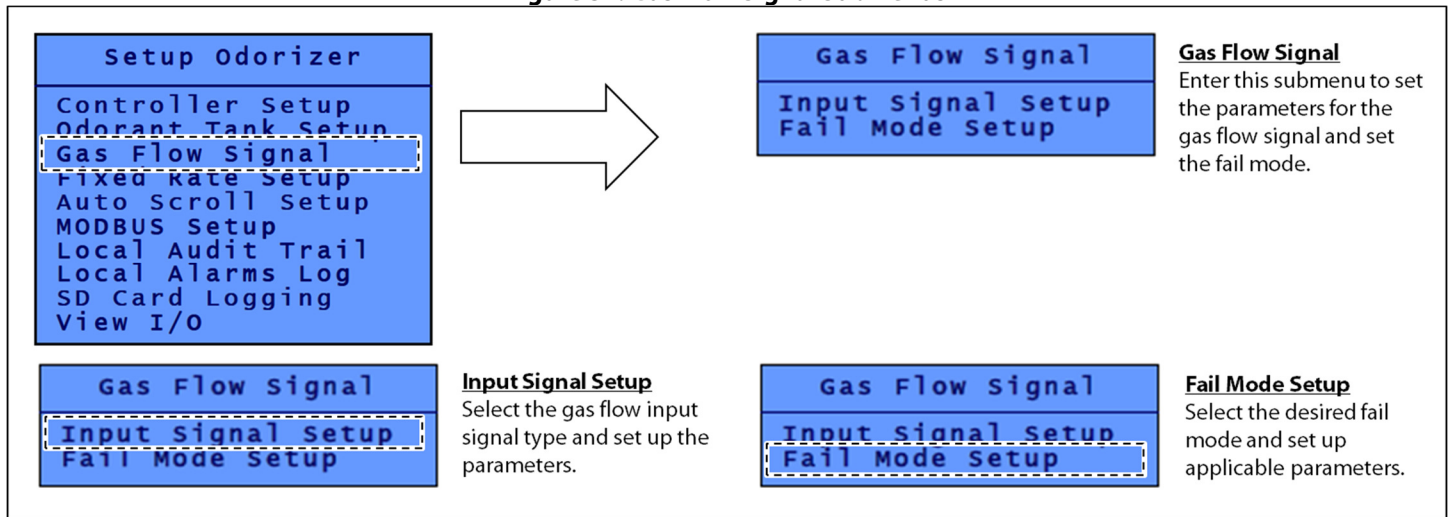 Setup Odorizer
Controller Setup
Odorant Tank Setup
Gas Flow Signal
Fixed Rate Setup
Auto Scroll Setup
MODBUS Setup
Local Audit Trail
Local Alarms Log
SD Card Logging
View I/O
Gas Flow Signal
Input Signal Setup
Fail Mode Setup
Gas Flow Signal
Enter this submenu to set
the parameters for the
gas flow signal and set
the fail mode.
Gas Flow Signal
Input Signal Setup
Fail Mode Setup
Input Signal Setup
Select the gas flow input
signal type and set up the
parameters.
Gas Flow Signal
Input Signal Setup
Fail Mode Setup
Fail Mode Setup
Select the desired fail
mode and set up
applicable parameters.